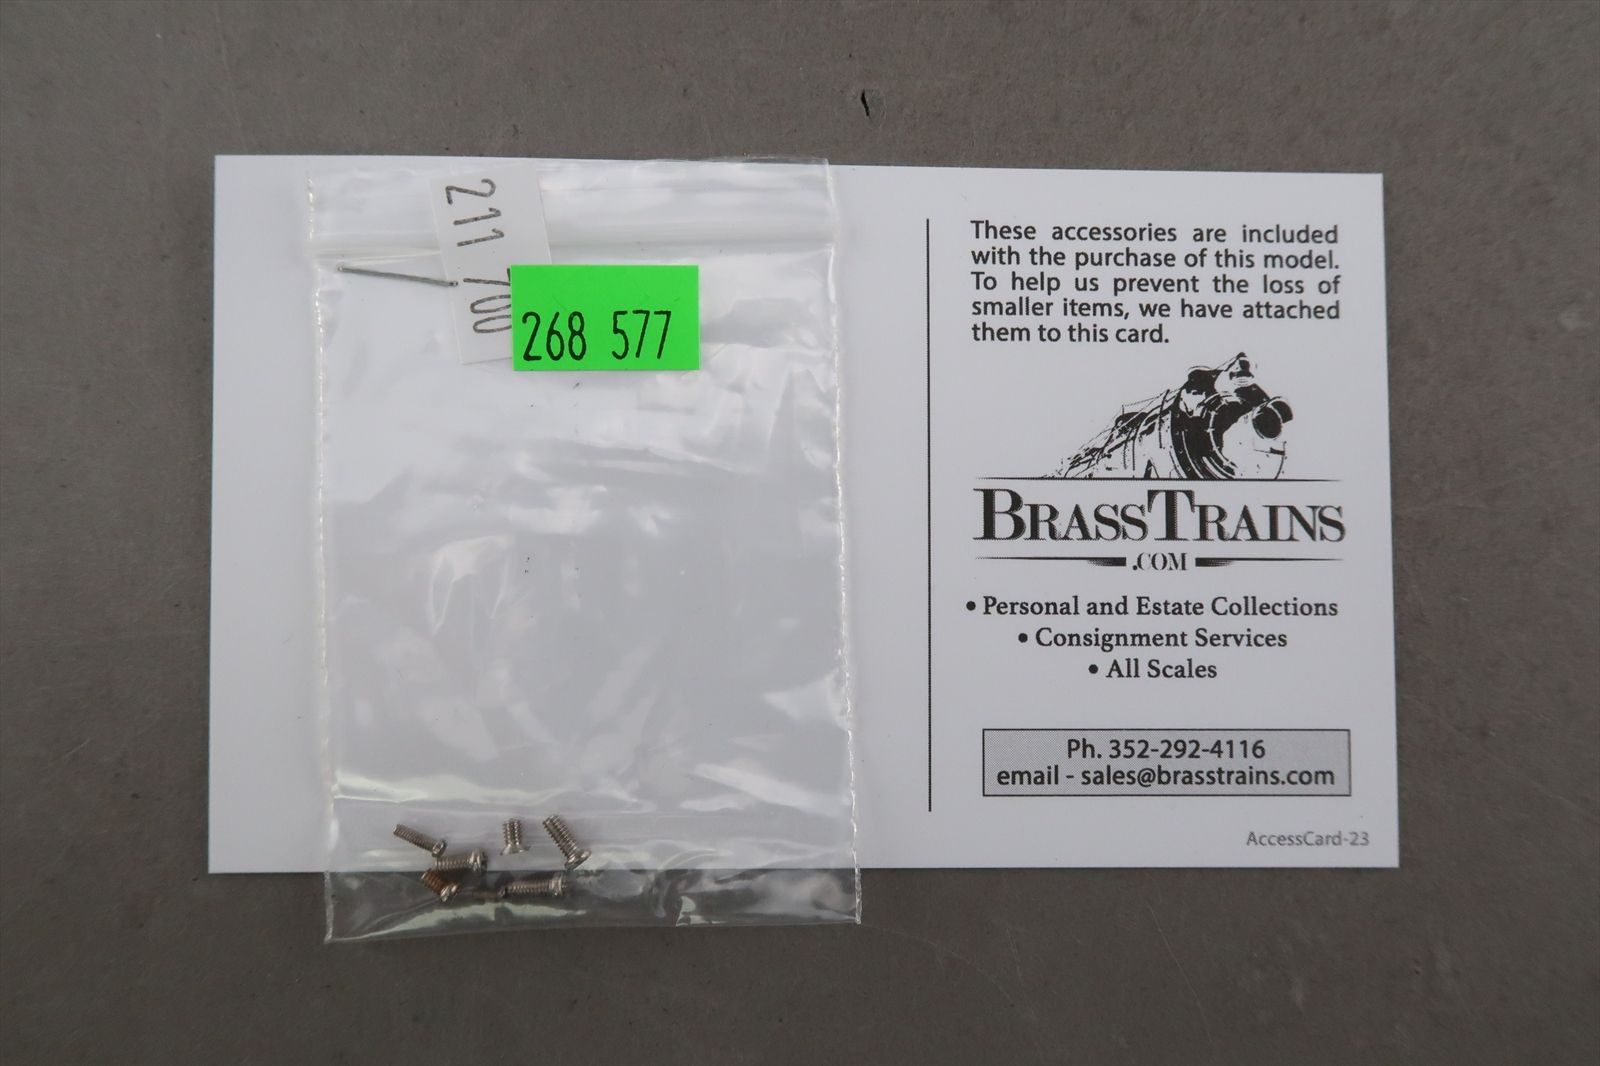 211 700
268 577
These accessories are included
with the purchase of this model.
To help us prevent the loss of
smaller items, we have attached
them to this card.
BRASSTRAINS
.COM
• Personal and Estate Collections
• Consignment Services
• All Scales
Ph. 352-292-4116
email - sales@brasstrains.com
AccessCard-23